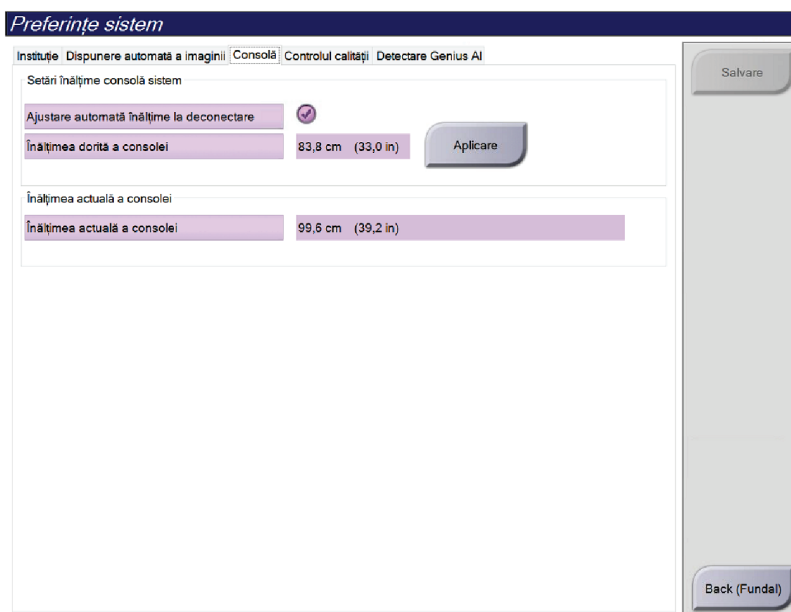 Preferințe sistem
Instituție Dispunere automată a imaginii Consolă Controlul calității Detectare Genius AI
Setări înălțime consolă sistem
Salvare
Ajustare automată înălțime la deconectare
Înălțimea dorită a consolei 83,8 cm (33,0 in) Aplicare
Înălțimea actuală a consolei
Înălțimea actuală a consolei 99,6 cm (39,2 in)
Back (Fundal)